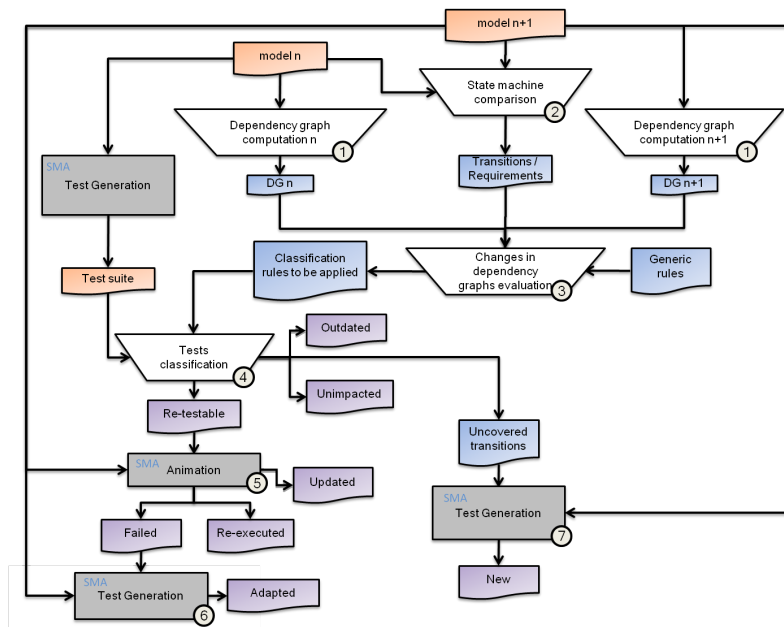 model n+1
model n
State machine
comparison
2
Dependency graph
computation n
1
Dependency graph
computation n+1
1
SMA
Test Generation
DG n
Transitions /
Requirements
DG n+1
Test suite
Classification
rules to be applied
Changes in
dependency
graphs evaluation
3
Generic
rules
Tests
classification
4
Outdated
Unimpacted
Re-testable
Uncovered
transitions
SMA
Animation
5
Updated
SMA
Test Generation
7
Failed
Re-executed
New
SMA
Test Generation
6
Adapted